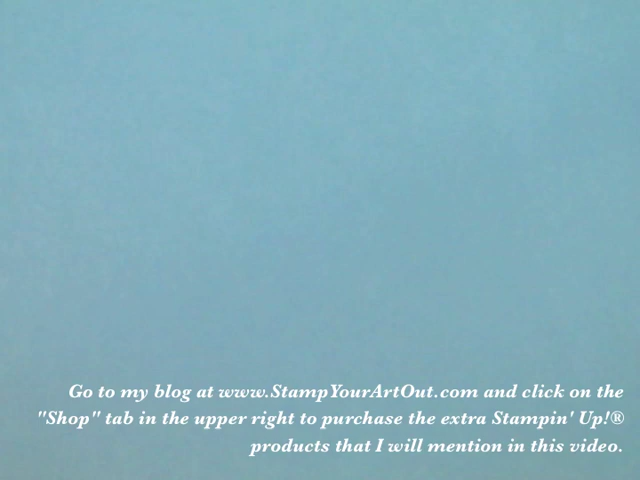 Go to my blog at www.StampYourArtOut.com and click on the
"Shop" tab in the upper right to purchase the extra Stampin' Up!®
products that I will mention in this video.